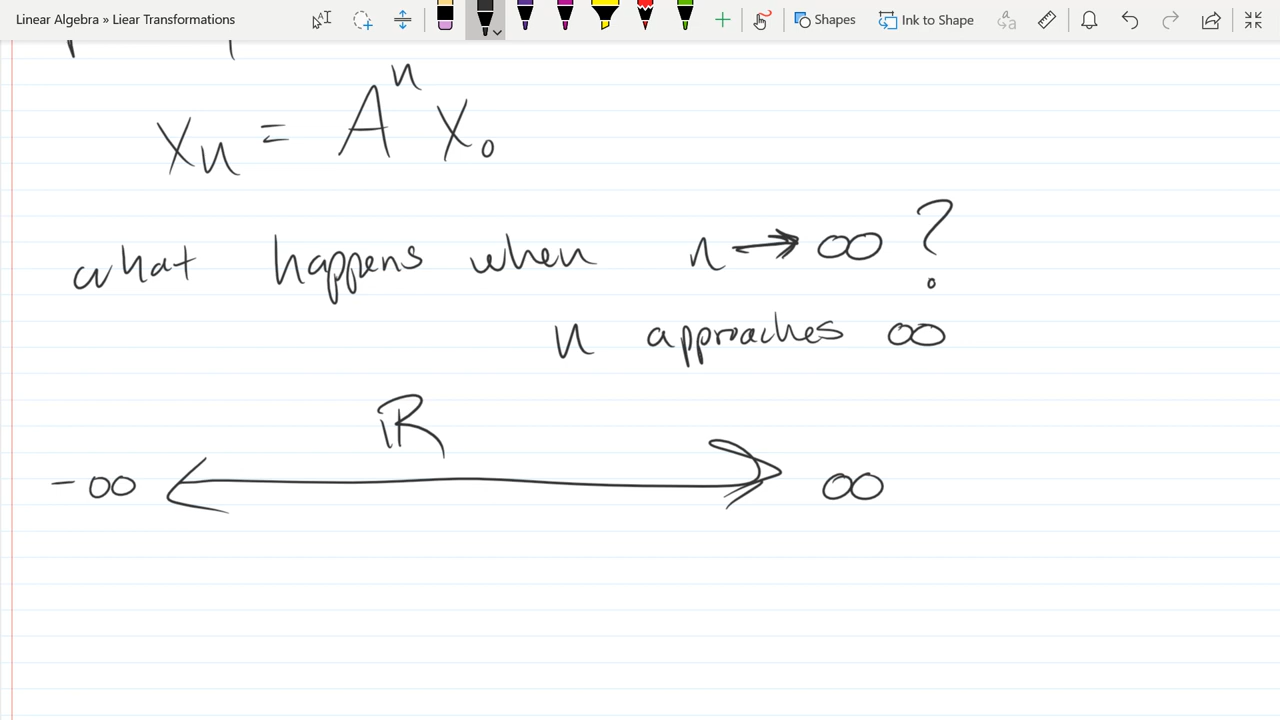 Linear Algebra » Liear Transformations
Shapes
Ink to Shape
Xn = A^n X0
what happens when n → ∞ ?
n approaches ∞
ℝ
-∞ ∞